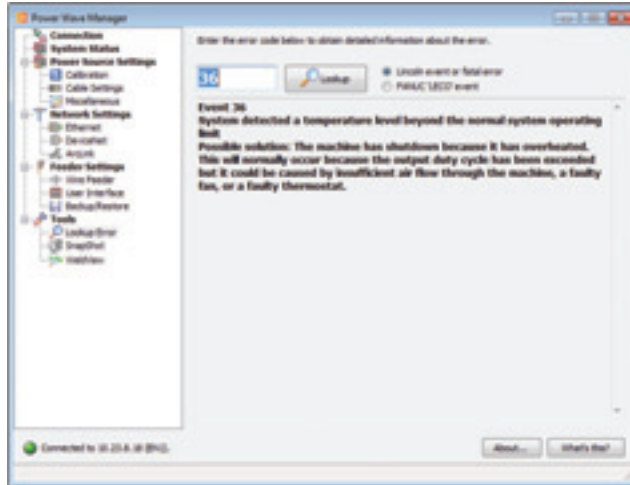 Power Wave Manager
Connection
System Status
Power Source Settings
Calibration
Cable Settings
Miscellaneous
Network Settings
Ethernet
DeviceNet
ArcLink
Feeder Settings
Wire Feeder
User Interface
Backup/Restore
Tools
Lookup Error
SnapShot
WebView
Enter the error code below to obtain detailed information about the error.
36
Lookup
Lincoln event or fatal error
FANUC 'LECO' event
Event 36
System detected a temperature level beyond the normal system operating
limit
Possible solution: The machine has shutdown because it has overheated.
This will normally occur because the output duty cycle has been exceeded
but it could be caused by insufficient air flow through the machine, a faulty
fan, or a faulty thermostat.
Connected to
About...
What's this?